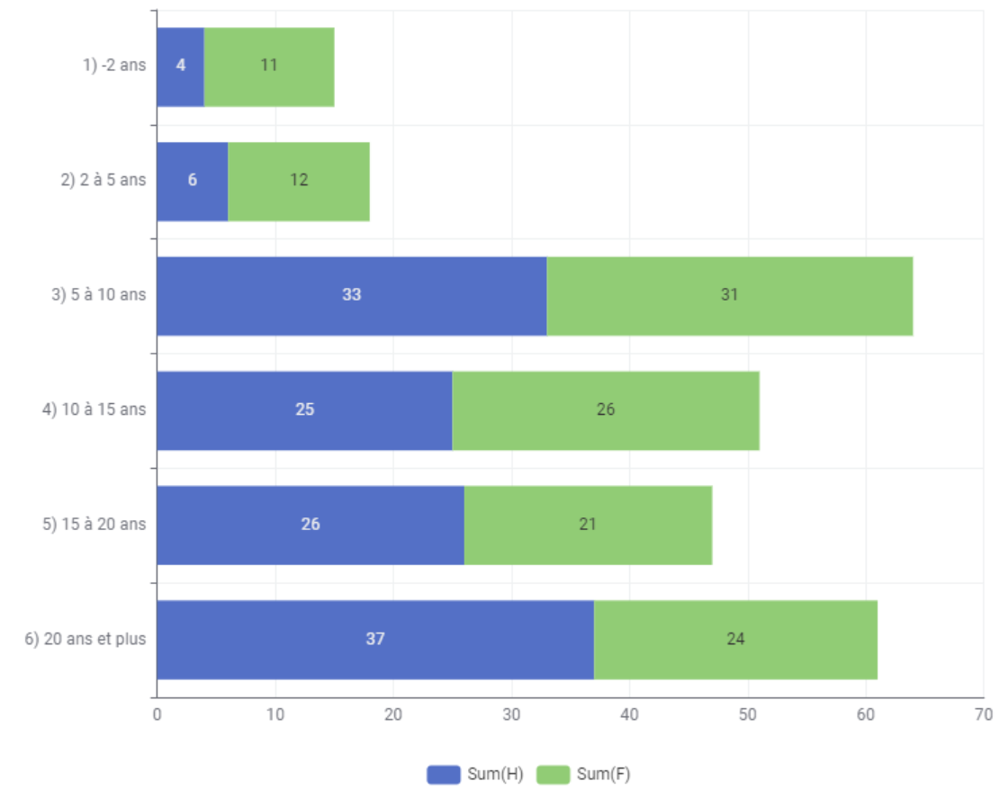 1) -2 ans 4 11
2) 2 à 5 ans 6 12
3) 5 à 10 ans 33 31
4) 10 à 15 ans 25 26
5) 15 à 20 ans 26 21
6) 20 ans et plus 37 24
0 10 20 30 40 50 60 70
Sum(H) Sum(F)